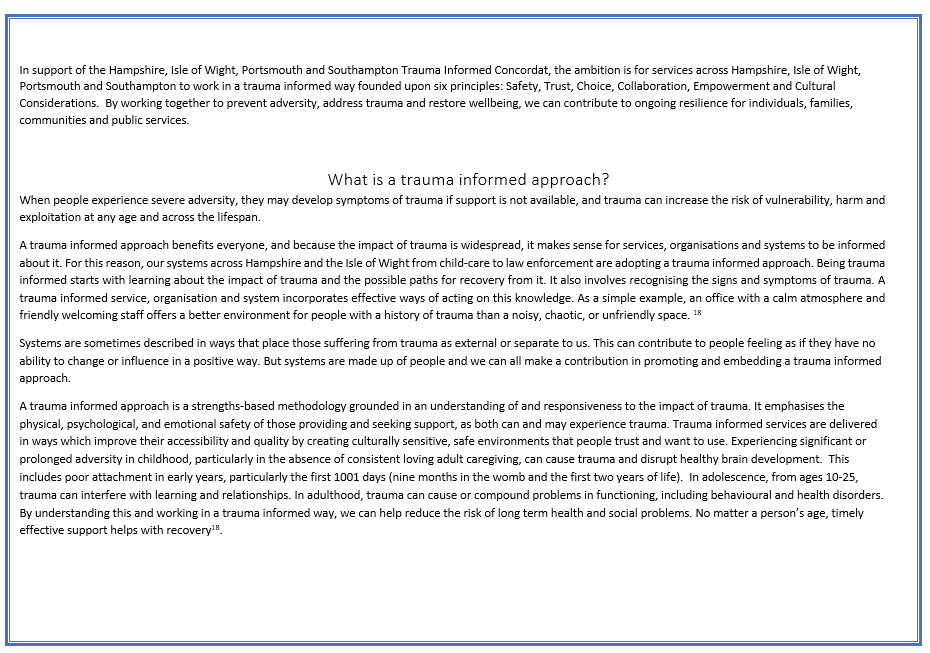 In support of the Hampshire, Isle of Wight, Portsmouth and Southampton Trauma Informed Concordat, the ambition is for services across Hampshire, Isle of Wight,
Portsmouth and Southampton to work in a trauma informed way founded upon six principles: Safety, Trust, Choice, Collaboration, Empowerment and Cultural
Considerations.  By working together to prevent adversity, address trauma and restore wellbeing, we can contribute to ongoing resilience for individuals, families,
communities and public services.
What is a trauma informed approach?
When people experience severe adversity, they may develop symptoms of trauma if support is not available, and trauma can increase the risk of vulnerability, harm and
exploitation at any age and across the lifespan.
A trauma informed approach benefits everyone, and because the impact of trauma is widespread, it makes sense for services, organisations and systems to be informed
about it. For this reason, our systems across Hampshire and the Isle of Wight from child-care to law enforcement are adopting a trauma informed approach. Being trauma
informed starts with learning about the impact of trauma and the possible paths for recovery from it. It also involves recognising the signs and symptoms of trauma. A
trauma informed service, organisation and system incorporates effective ways of acting on this knowledge. As a simple example, an office with a calm atmosphere and
friendly welcoming staff offers a better environment for people with a history of trauma than a noisy, chaotic, or unfriendly space. 18
Systems are sometimes described in ways that place those suffering from trauma as external or separate to us. This can contribute to people feeling as if they have no
ability to change or influence in a positive way. But systems are made up of people and we can all make a contribution in promoting and embedding a trauma informed
approach.
A trauma informed approach is a strengths-based methodology grounded in an understanding of and responsiveness to the impact of trauma. It emphasises the
physical, psychological, and emotional safety of those providing and seeking support, as both can and may experience trauma. Trauma informed services are delivered
in ways which improve their accessibility and quality by creating culturally sensitive, safe environments that people trust and want to use. Experiencing significant or
prolonged adversity in childhood, particularly in the absence of consistent loving adult caregiving, can cause trauma and disrupt healthy brain development.  This
includes poor attachment in early years, particularly the first 1001 days (nine months in the womb and the first two years of life).  In adolescence, from ages 10-25,
trauma can interfere with learning and relationships. In adulthood, trauma can cause or compound problems in functioning, including behavioural and health disorders.
By understanding this and working in a trauma informed way, we can help reduce the risk of long term health and social problems. No matter a person's age, timely
effective support helps with recovery18.